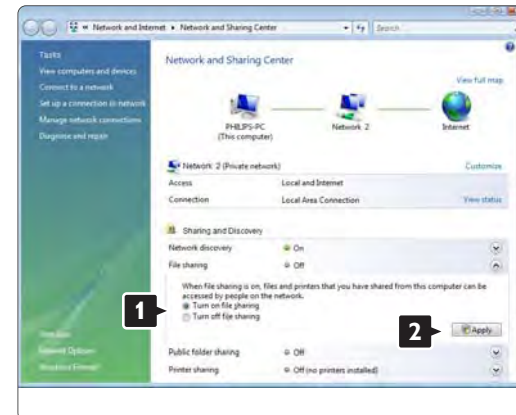 Network and Internet ▸ Network and Sharing Center
Search
Tasks
View computers and devices
Connect to a network
Set up a connection or network
Manage network connections
Diagnose and repair
Network and Sharing Center
View full map
PHILIPS-PC
(This computer)
Network 2
Internet
Network 2 (Private network)
Customize
Access Local and Internet
Connection Local Area Connection View status
Sharing and Discovery
Network discovery On
File sharing Off
When file sharing is on, files and printers that you have shared from this computer can be
accessed by people on the network.
1
Turn on file sharing
Turn off file sharing
2
Apply
Public folder sharing Off
Printer sharing Off (no printers installed)
Internet Options
Windows Firewall